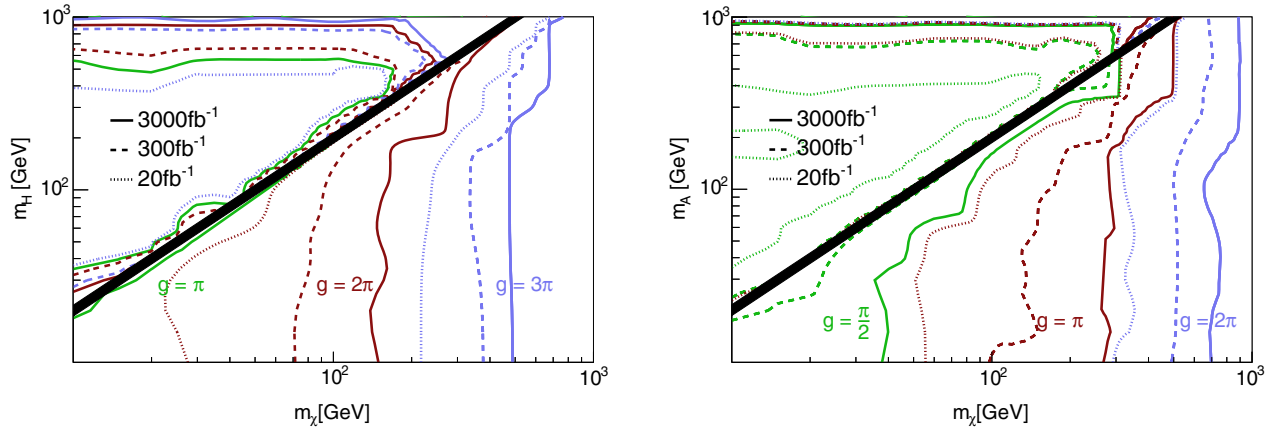 10³
10²
m_H [GeV]
3000fb⁻¹
300fb⁻¹
20fb⁻¹
g = π
g = 2π
g = 3π
10²
10³
m_χ[GeV]
10³
10²
m_A [GeV]
3000fb⁻¹
300fb⁻¹
20fb⁻¹
g = π/2
g = π
g = 2π
10²
10³
m_χ[GeV]